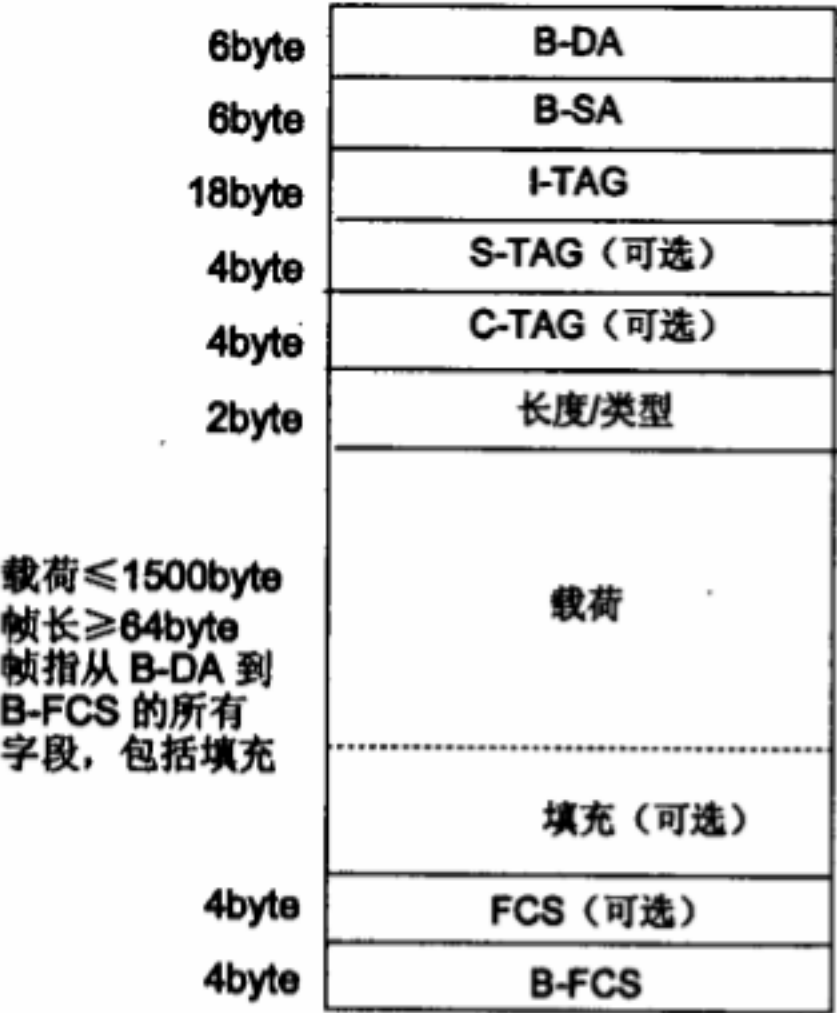 6byte B-DA
6byte B-SA
18byte I-TAG
4byte S-TAG（可选）
4byte C-TAG（可选）
2byte 长度/类型
载荷≤1500byte
帧长≥64byte
帧指从 B-DA 到
B-FCS 的所有
字段，包括填充
载荷
填充（可选）
4byte FCS（可选）
4byte B-FCS